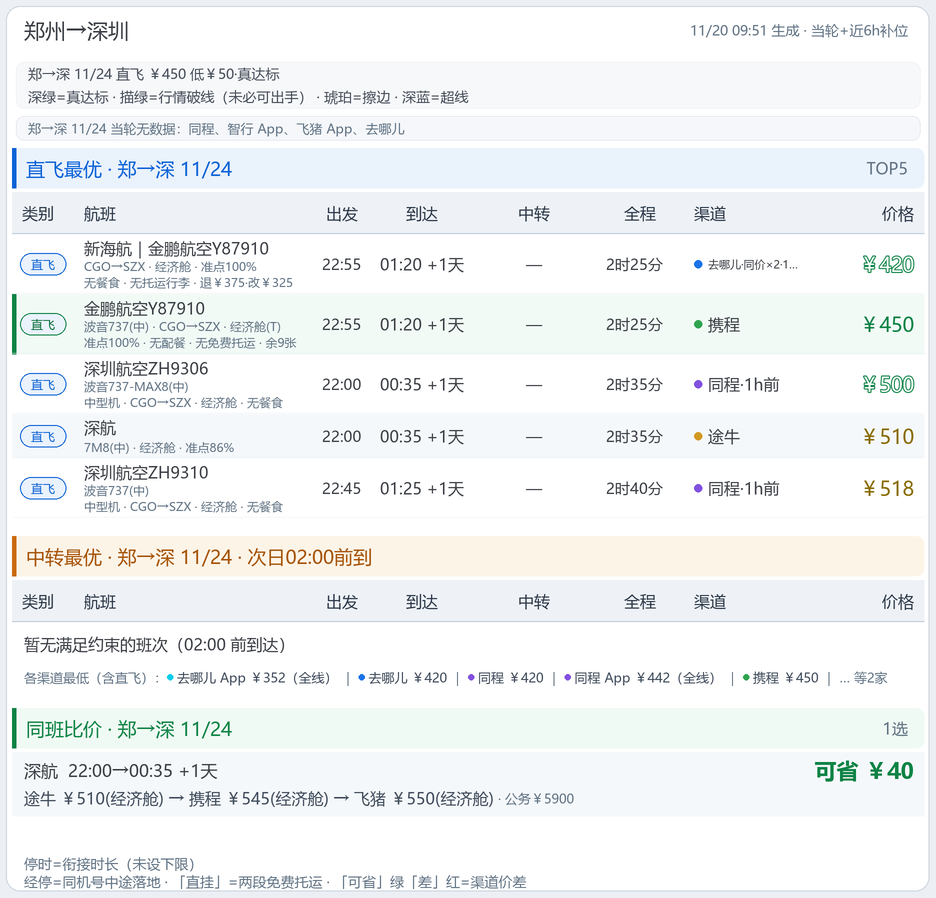 郑州→深圳
11/20 09:51 生成 · 当轮+近6h补位
郑→深 11/24 直飞 ¥450 低¥50·真达标
深绿=真达标 · 描绿=行情破线（未必可出手） · 琥珀=擦边 · 深蓝=超线
郑→深 11/24 当轮无数据：同程、智行 App、飞猪 App、去哪儿
直飞最优 · 郑→深 11/24 TOP5
类别 航班 出发 到达 中转 全程 渠道 价格
新海航｜金鹏航空Y87910
CGO→SZX · 经济舱 · 准点100%
直飞 22:55 01:20 +1天 — 2时25分 去哪儿·同价×2·1... ¥420
无餐食 · 无托运行李 · 退¥375·改¥325
金鹏航空Y87910
波音737(中) · CGO→SZX · 经济舱(T)
直飞 22:55 01:20 +1天 — 2时25分 携程 ¥450
准点100% · 无配餐 · 无免费托运 · 余9张
深圳航空ZH9306
波音737-MAX8(中)
直飞 22:00 00:35 +1天 — 2时35分 同程·1h前 ¥500
中型机 · CGO→SZX · 经济舱 · 无餐食
深航
直飞 22:00 00:35 +1天 — 2时35分 途牛 ¥510
7M8(中) · 经济舱 · 准点86%
深圳航空ZH9310
波音737(中)
直飞 22:45 01:25 +1天 — 2时40分 同程·1h前 ¥518
中型机 · CGO→SZX · 经济舱 · 无餐食
中转最优 · 郑→深 11/24 · 次日02:00前到
类别 航班 出发 到达 中转 全程 渠道 价格
暂无满足约束的班次（02:00 前到达）
各渠道最低（含直飞）: 去哪儿 App ¥352（全线） | 去哪儿 ¥420 | 同程 ¥420 | 同程 App ¥442（全线） | 携程 ¥450 | ... 等2家
同班比价 · 郑→深 11/24 1选
深航 22:00→00:35 +1天 可省 ¥40
途牛 ¥510(经济舱) → 携程 ¥545(经济舱) → 飞猪 ¥550(经济舱) · 公务¥5900
停时=衔接时长（未设下限）
经停=同机号中途落地 · 「直挂」=两段免费托运 · 「可省」绿「差」红=渠道价差